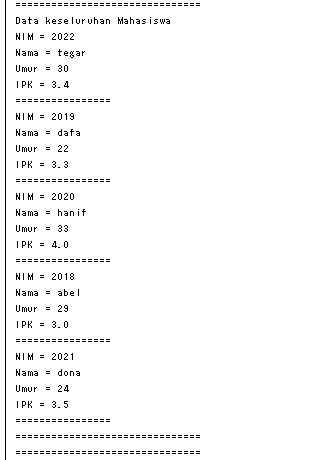 ===============================
Data keseluruhan Mahasiswa
NIM = 2022
Nama = tegar
Umur = 30
IPK = 3.4
================
NIM = 2019
Nama = dafa
Umur = 22
IPK = 3.3
================
NIM = 2020
Nama = hanif
Umur = 33
IPK = 4.0
================
NIM = 2018
Nama = abel
Umur = 29
IPK = 3.0
================
NIM = 2021
Nama = dona
Umur = 24
IPK = 3.5
================
===============================
===============================